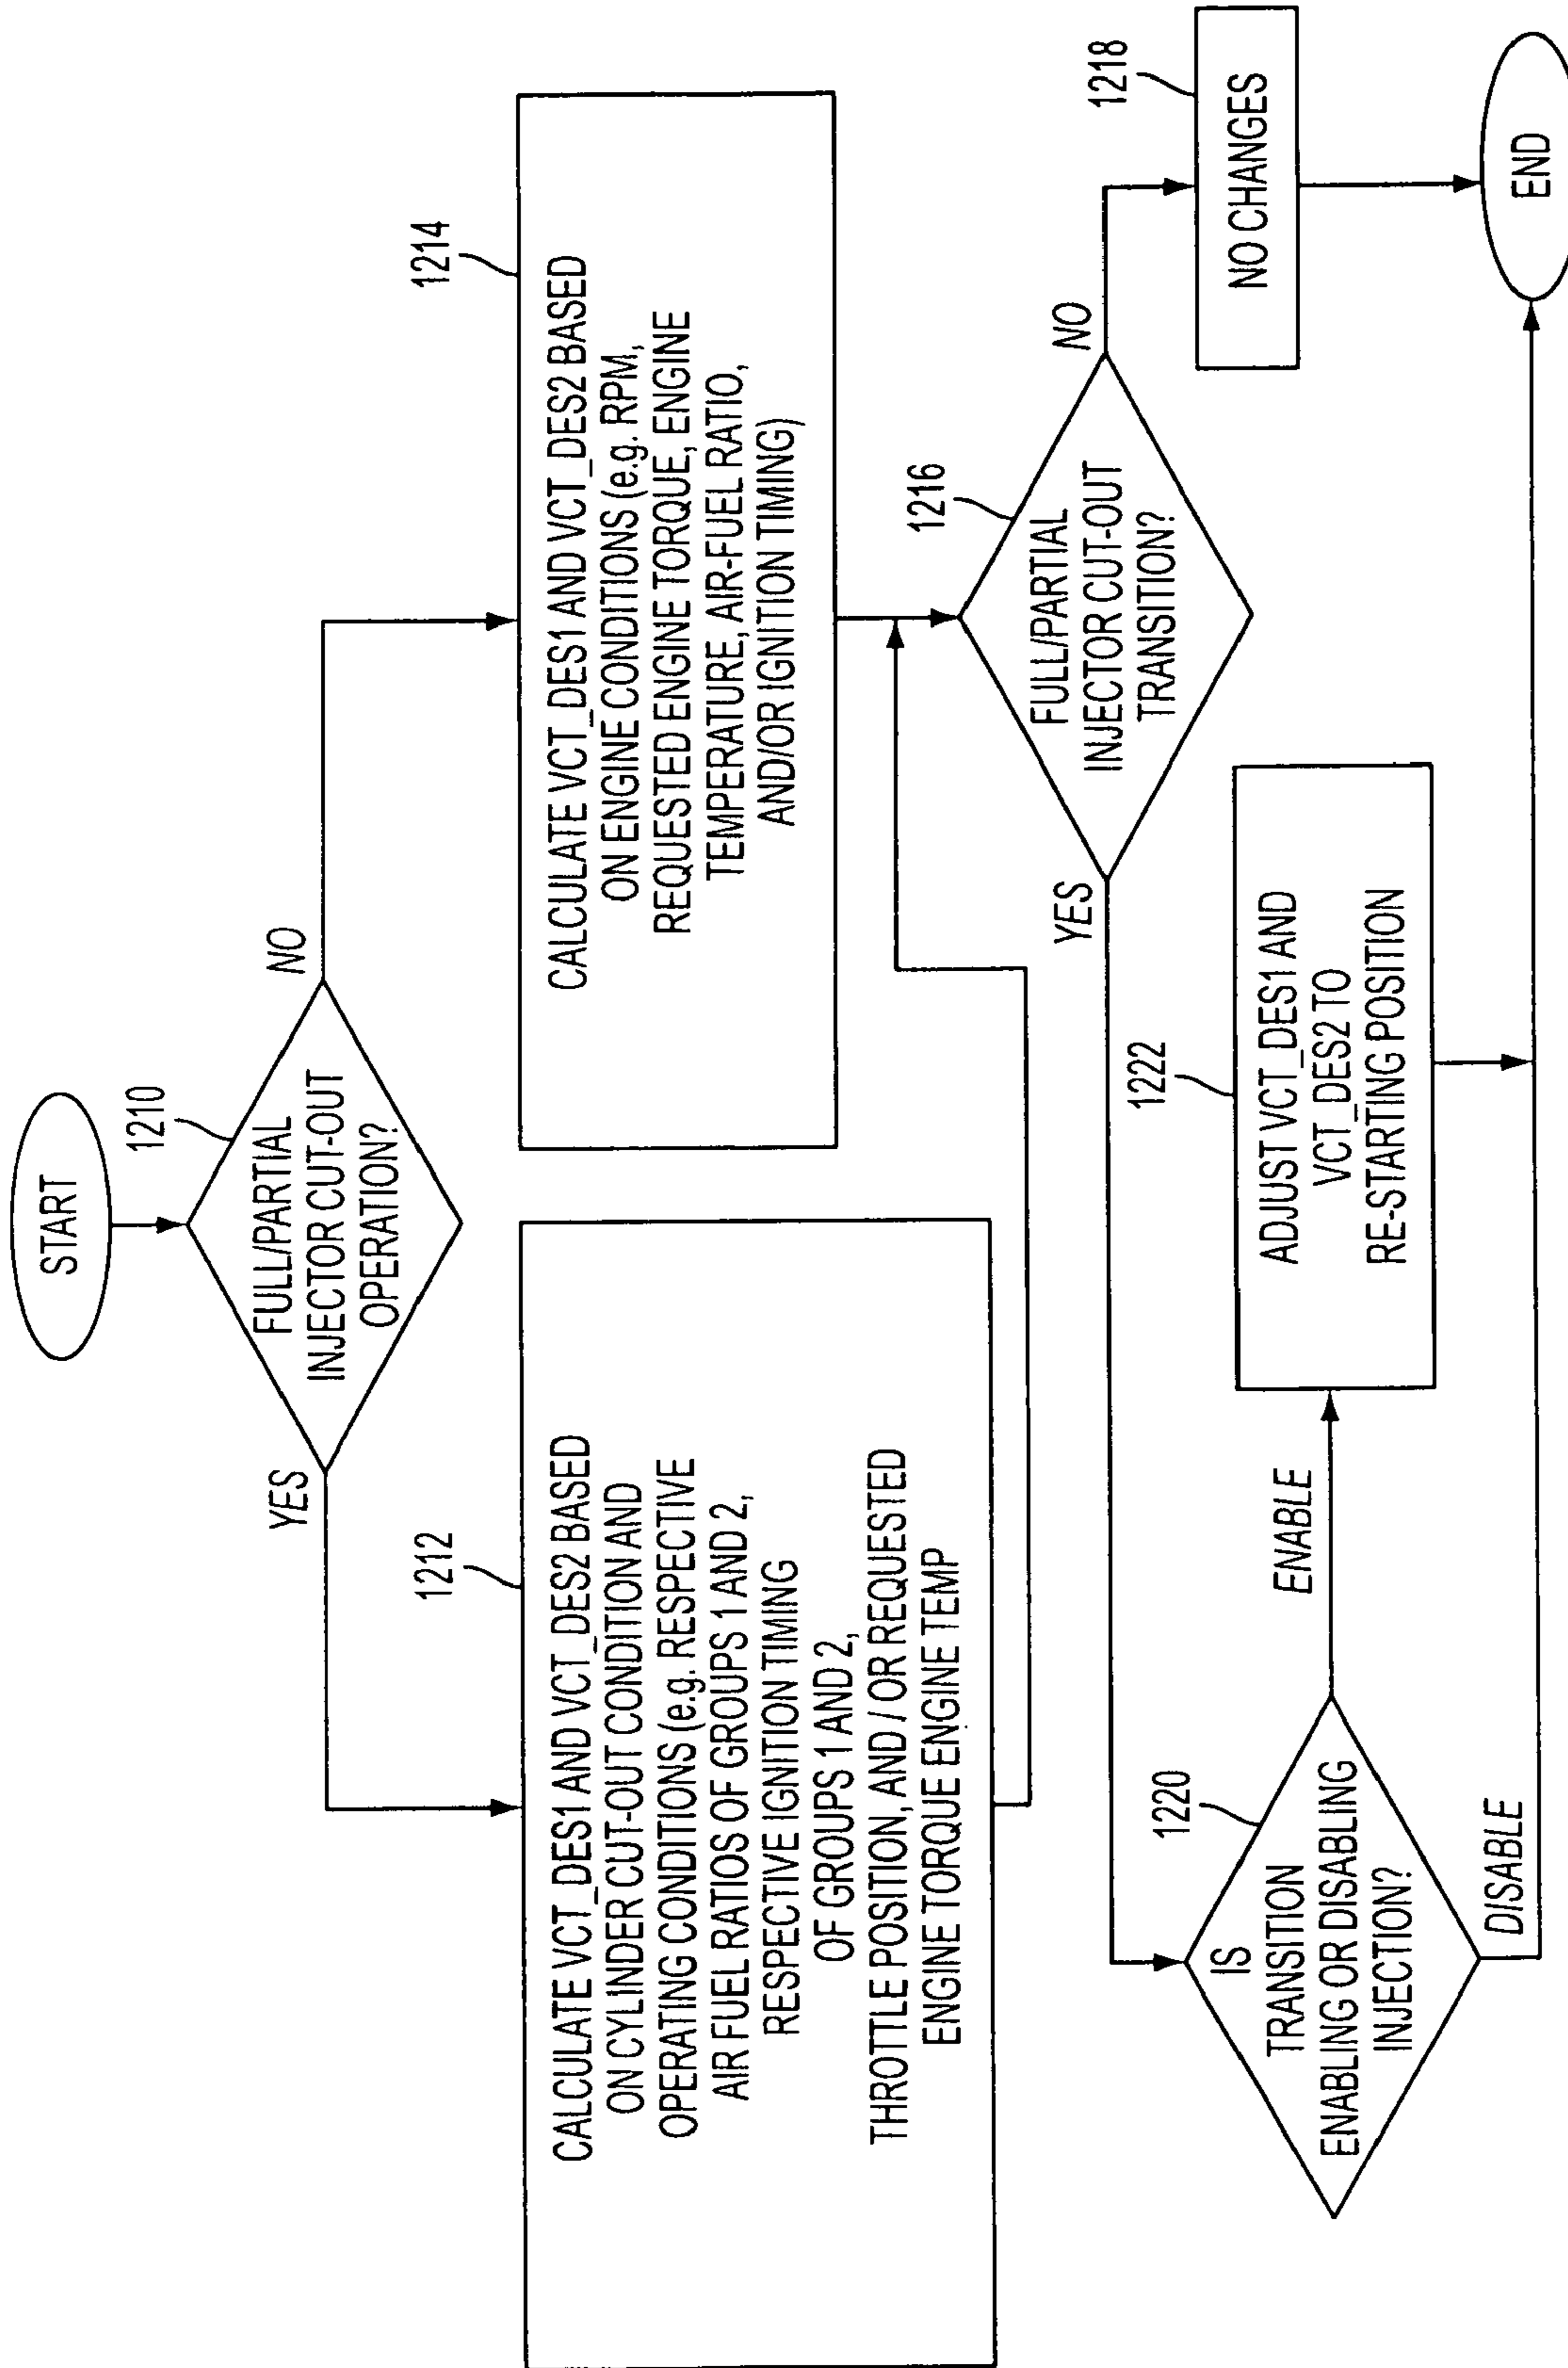 START
1210
FULL/PARTIAL
INJECTOR CUT-OUT
OPERATION?
YES
NO
1212
CALCULATE VCT_DES1 AND VCT_DES2 BASED
ON CYLINDER CUT-OUT CONDITION AND
OPERATING CONDITIONS (e.g. RESPECTIVE
AIR FUEL RATIOS OF GROUPS 1 AND 2,
RESPECTIVE IGNITION TIMING
OF GROUPS 1 AND 2,
THROTTLE POSITION, AND / OR REQUESTED
ENGINE TORQUE ENGINE TEMP
1214
CALCULATE VCT_DES1 AND VCT_DES2 BASED
ON ENGINE CONDITIONS (e.g. RPM,
REQUESTED ENGINE TORQUE, ENGINE
TEMPERATURE, AIR-FUEL RATIO,
AND/OR IGNITION TIMING)
1216
FULL/PARTIAL
INJECTOR CUT-OUT
TRANSITION?
YES
NO
1218
NO CHANGES
1220
IS
TRANSITION
ENABLING OR DISABLING
INJECTION?
ENABLE
DISABLE
1222
ADJUST VCT_DES1 AND
VCT_DES2 TO
RE-STARTING POSITION
END